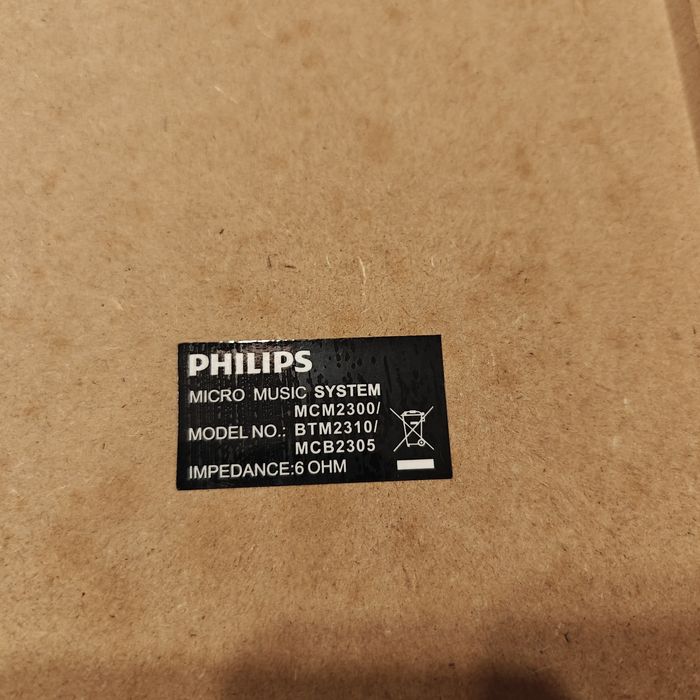 PHILIPS
MICRO MUSIC SYSTEM
MCM2300/
MODEL NO.: BTM2310/
MCB2305
IMPEDANCE:6 OHM